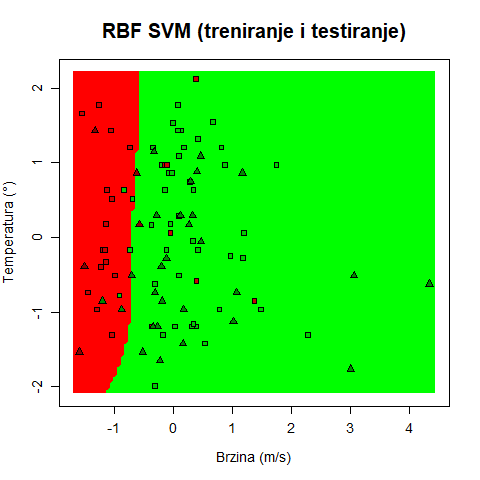 RBF SVM (treniranje i testiranje)
Temperatura (°)
2
1
0
-1
-2
-1 0 1 2 3 4
Brzina (m/s)